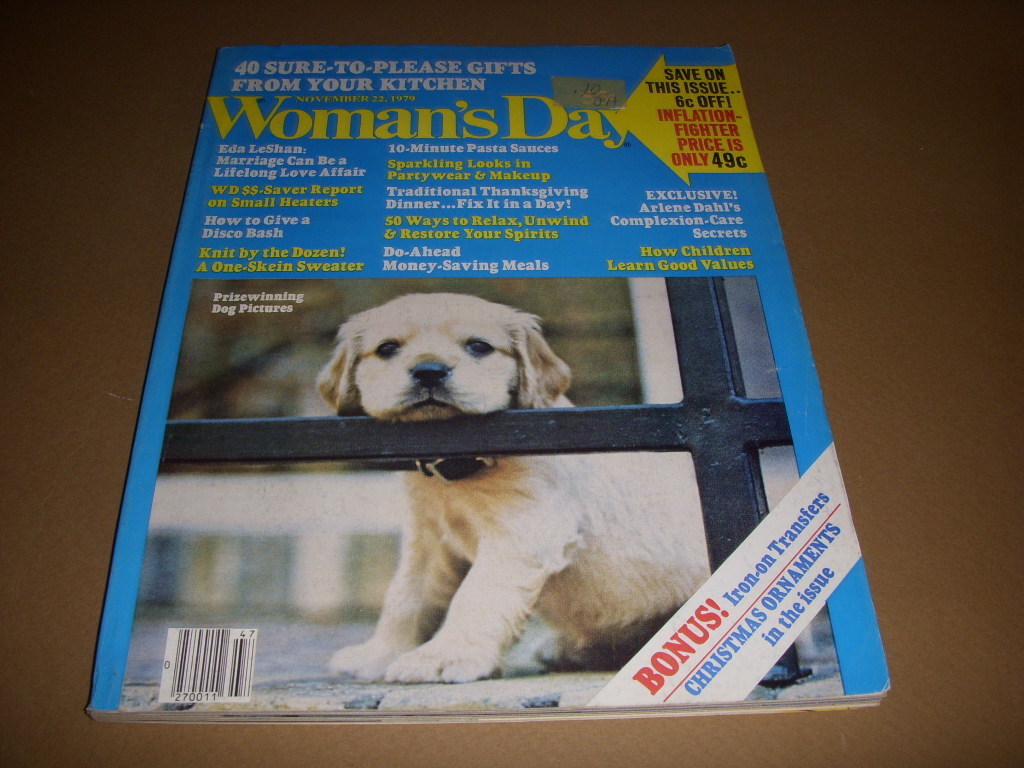 40 SURE-TO-PLEASE GIFTS
FROM YOUR KITCHEN
NOVEMBER 22, 1979
Woman's Day
SAVE ON
THIS ISSUE..
6c OFF!
INFLATION-
FIGHTER
PRICE IS
ONLY 49c
Eda LeShan:
Marriage Can Be a
Lifelong Love Affair
WD $$-Saver Report
on Small Heaters
How to Give a
Disco Bash
Knit by the Dozen!
A One-Skein Sweater
10-Minute Pasta Sauces
Sparkling Looks in
Partywear & Makeup
Traditional Thanksgiving
Dinner...Fix It in a Day!
50 Ways to Relax, Unwind
& Restore Your Spirits
Do-Ahead
Money-Saving Meals
EXCLUSIVE!
Arlene Dahl's
Complexion-Care
Secrets
How Children
Learn Good Values
Prizewinning
Dog Pictures
BONUS! Iron-on Transfers
CHRISTMAS ORNAMENTS
in the issue
47
0
270011